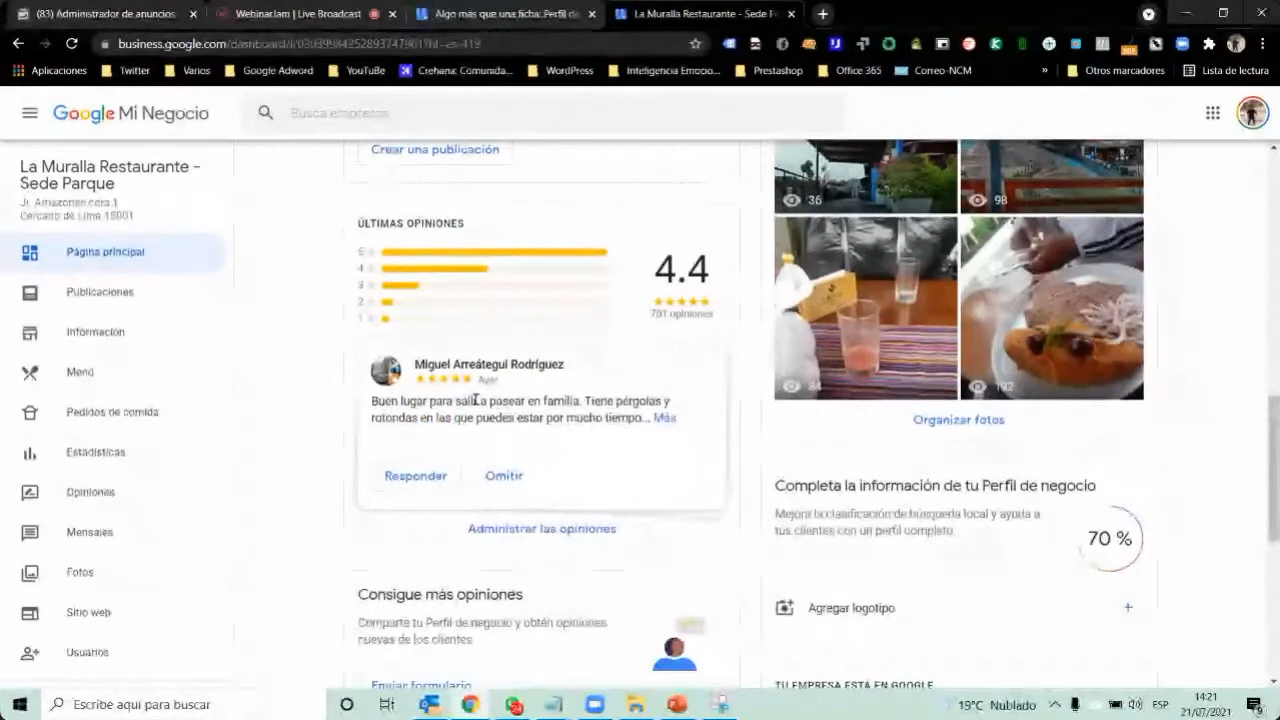 (83) Administrador de anuncios
WebinarJam | Live Broadcast
Algo más que una ficha: Perfil de
La Muralla Restaurante - Sede
Aplicaciones
Twitter
Varios
Google Adword
YouTube
Crehana: Comunida...
WordPress
Inteligencia Emocio...
Prestashop
Office 365
Correo-NCM
»
Otros marcadores
Lista de lectura
Google Mi Negocio
Busca empresas
La Muralla Restaurante -
Sede Parque
Jr. Amazonas cdra.1
Cercado de Lima 15001
Página principal
Publicaciones
Información
Menú
Pedidos de comida
Estadísticas
Opiniones
Mensajes
Fotos
Sitio web
Usuarios
Crear una publicación
ÚLTIMAS OPINIONES
5
4
3
2
1
4.4
781 opiniones
Miguel Arreátegui Rodríguez
Ayer
Buen lugar para salir a pasear en familia. Tiene pérgolas y
rotondas en las que puedes estar por mucho tiempo... Más
Responder
Omitir
Administrar las opiniones
Consigue más opiniones
Comparte tu Perfil de negocio y obtén opiniones
nuevas de los clientes
Enviar formulario
36
98
84
192
Organizar fotos
Completa la información de tu Perfil de negocio
Mejora la clasificación de búsqueda local y ayuda a
tus clientes con un perfil completo
70 %
Agregar logotipo
TU EMPRESA ESTÁ EN GOOGLE
Escribe aquí para buscar
19°C Nublado
ESP
14:21
21/07/2021